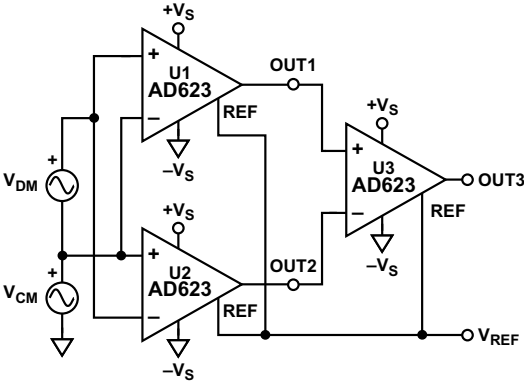 +VS
+
U1
AD623
−
REF
−VS
OUT1
+VS
+
U3
AD623
−
REF
−VS
OUT3
+
VDM
+VS
+
U2
AD623
−
REF
−VS
OUT2
+
VCM
VREF